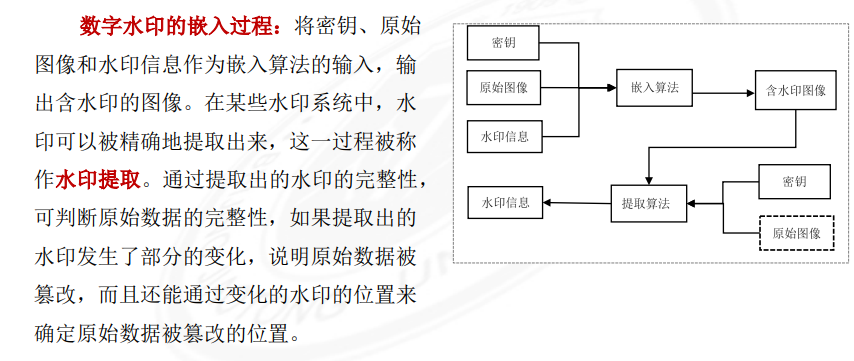 数字水印的嵌入过程：将密钥、原始
图像和水印信息作为嵌入算法的输入，输
出含水印的图像。在某些水印系统中，水
印可以被精确地提取出来，这一过程被称
作水印提取。通过提取出的水印的完整性，
可判断原始数据的完整性，如果提取出的
水印发生了部分的变化，说明原始数据被
篡改，而且还能通过变化的水印的位置来
确定原始数据被篡改的位置。
密钥
原始图像
水印信息
嵌入算法
含水印图像
水印信息
提取算法
密钥
原始图像